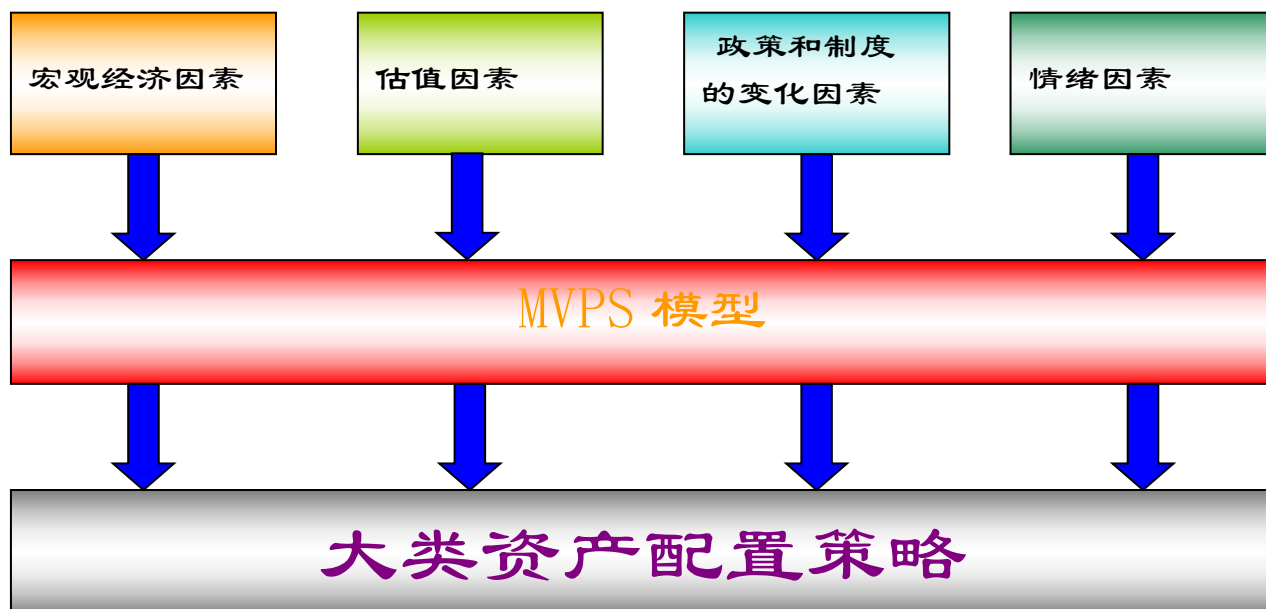 宏观经济因素
估值因素
政策和制度
的变化因素
情绪因素
MVPS 模型
大类资产配置策略